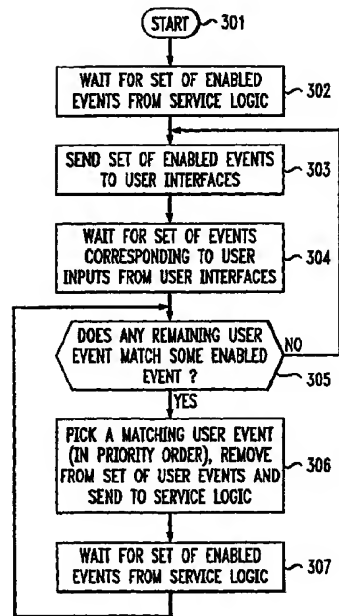 START
301
WAIT FOR SET OF ENABLED
EVENTS FROM SERVICE LOGIC
302
SEND SET OF ENABLED EVENTS
TO USER INTERFACES
303
WAIT FOR SET OF EVENTS
CORRESPONDING TO USER
INPUTS FROM USER INTERFACES
304
DOES ANY REMAINING USER
EVENT MATCH SOME ENABLED
EVENT ?
NO
305
YES
PICK A MATCHING USER EVENT
(IN PRIORITY ORDER), REMOVE
FROM SET OF USER EVENTS AND
SEND TO SERVICE LOGIC
306
WAIT FOR SET OF ENABLED
EVENTS FROM SERVICE LOGIC
307